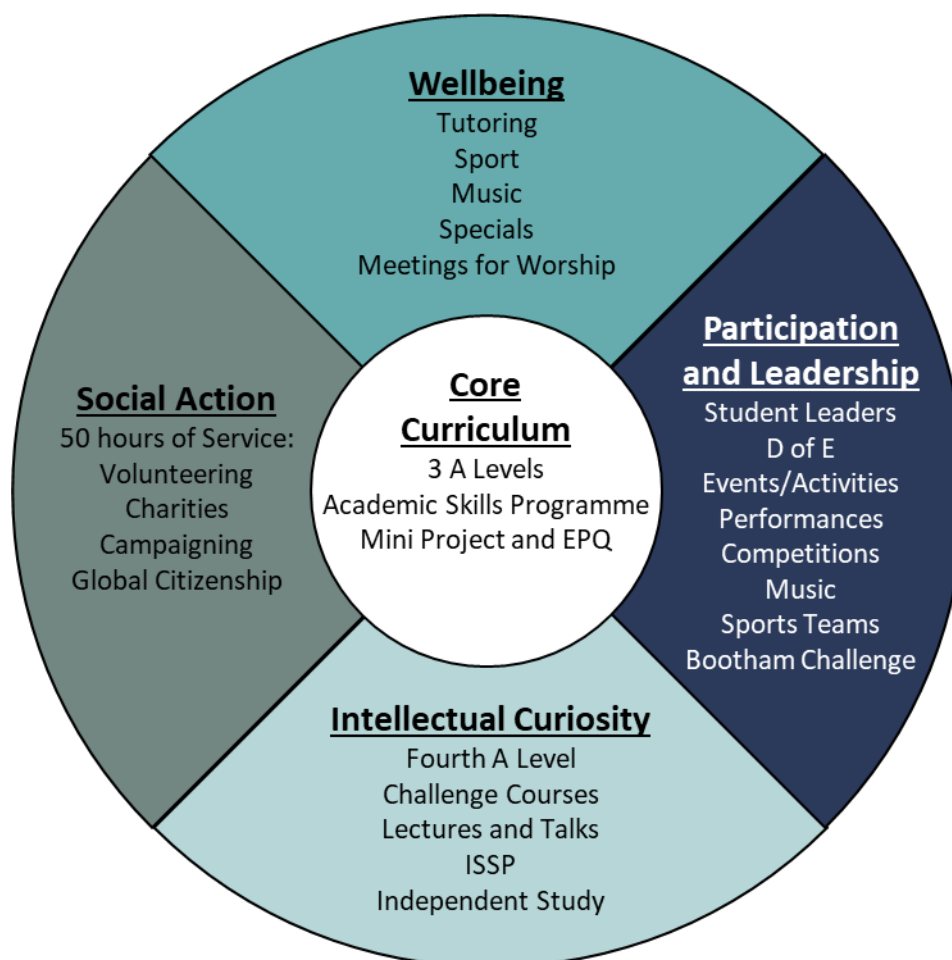 Wellbeing
Tutoring
Sport
Music
Specials
Meetings for Worship
Participation
and Leadership
Student Leaders
D of E
Events/Activities
Performances
Competitions
Music
Sports Teams
Bootham Challenge
Social Action
50 hours of Service:
Volunteering
Charities
Campaigning
Global Citizenship
Core
Curriculum
3 A Levels
Academic Skills Programme
Mini Project and EPQ
Intellectual Curiosity
Fourth A Level
Challenge Courses
Lectures and Talks
ISSP
Independent Study